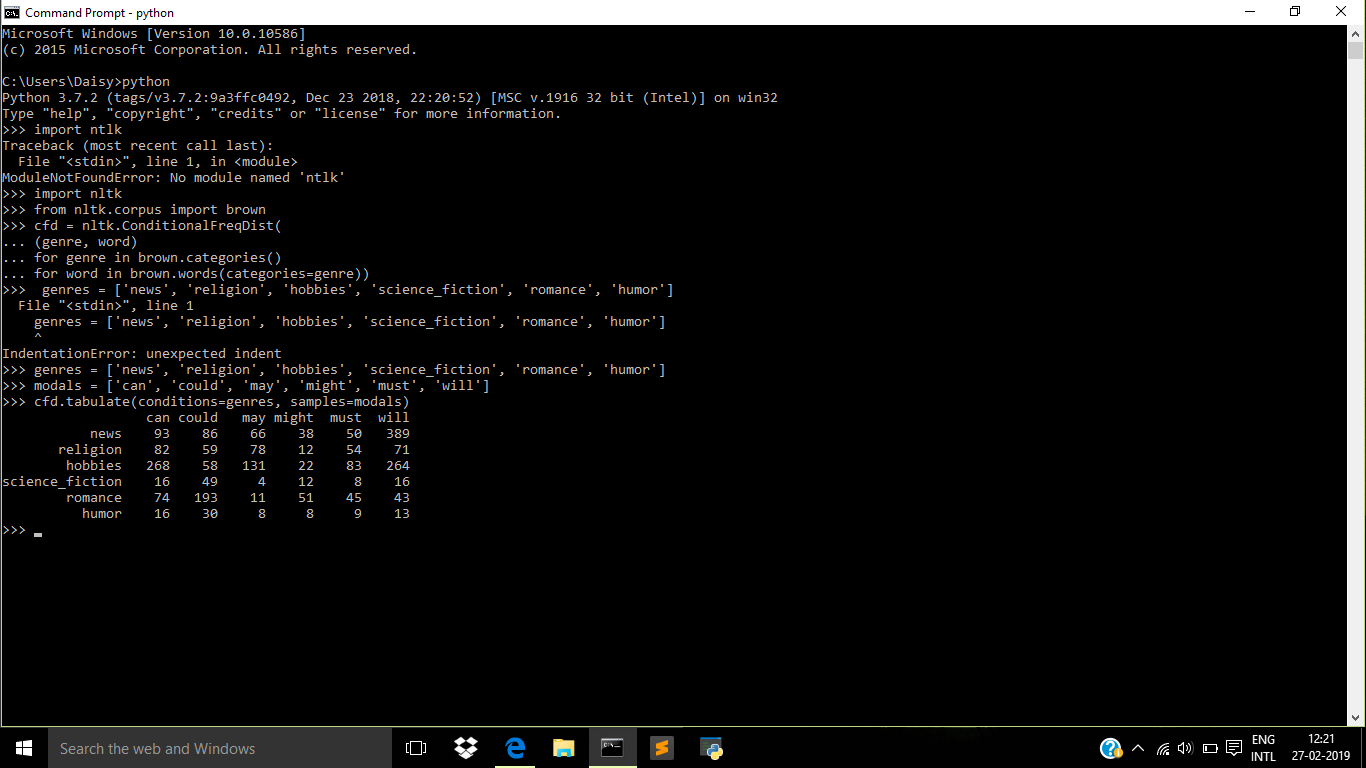 Command Prompt - python
Microsoft Windows [Version 10.0.10586]
(c) 2015 Microsoft Corporation. All rights reserved.
C:\Users\Daisy>python
Python 3.7.2 (tags/v3.7.2:9a3ffc0492, Dec 23 2018, 22:20:52) [MSC v.1916 32 bit (Intel)] on win32
Type "help", "copyright", "credits" or "license" for more information.
>>> import ntlk
Traceback (most recent call last):
  File "<stdin>", line 1, in <module>
ModuleNotFoundError: No module named 'ntlk'
>>> import nltk
>>> from nltk.corpus import brown
>>> cfd = nltk.ConditionalFreqDist(
... (genre, word)
... for genre in brown.categories()
... for word in brown.words(categories=genre))
>>>  genres = ['news', 'religion', 'hobbies', 'science_fiction', 'romance', 'humor']
  File "<stdin>", line 1
    genres = ['news', 'religion', 'hobbies', 'science_fiction', 'romance', 'humor']
    ^
IndentationError: unexpected indent
>>> genres = ['news', 'religion', 'hobbies', 'science_fiction', 'romance', 'humor']
>>> modals = ['can', 'could', 'may', 'might', 'must', 'will']
>>> cfd.tabulate(conditions=genres, samples=modals)
                  can could   may might  must  will
           news    93    86    66    38    50   389
       religion    82    59    78    12    54    71
        hobbies   268    58   131    22    83   264
science_fiction    16    49     4    12     8    16
        romance    74   193    11    51    45    43
          humor    16    30     8     8     9    13
>>>
Search the web and Windows
ENG
INTL
12:21
27-02-2019